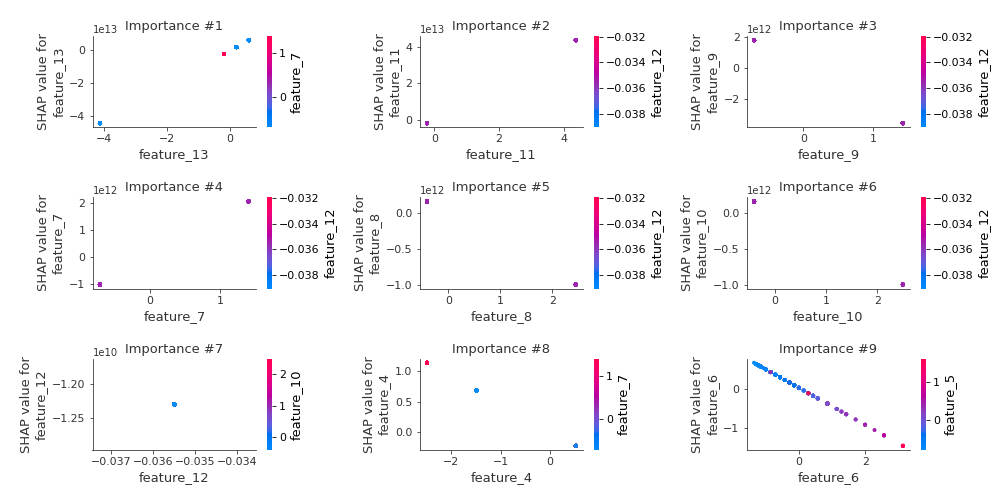 Importance #1
1e13
SHAP value for
feature_13
0
−2
−4
−4
−2
0
feature_13
1
0
feature_7
Importance #2
1e13
SHAP value for
feature_11
4
2
0
0
2
4
feature_11
−0.032
−0.034
−0.036
−0.038
feature_12
Importance #3
1e12
SHAP value for
feature_9
2
0
−2
0
1
feature_9
−0.032
−0.034
−0.036
−0.038
feature_12
Importance #4
1e12
SHAP value for
feature_7
2
1
0
−1
0
1
feature_7
−0.032
−0.034
−0.036
−0.038
feature_12
Importance #5
1e12
SHAP value for
feature_8
0.0
−0.5
−1.0
0
1
2
feature_8
−0.032
−0.034
−0.036
−0.038
feature_12
Importance #6
1e12
SHAP value for
feature_10
0.0
−0.5
−1.0
0
1
2
feature_10
−0.032
−0.034
−0.036
−0.038
feature_12
Importance #7
1e10
SHAP value for
feature_12
−1.20
−1.25
−0.037
−0.036
−0.035
−0.034
feature_12
2
1
0
feature_10
Importance #8
SHAP value for
feature_4
1.0
0.5
0.0
−2
−1
0
feature_4
1
0
feature_7
Importance #9
SHAP value for
feature_6
0
−1
0
2
feature_6
1
0
feature_5